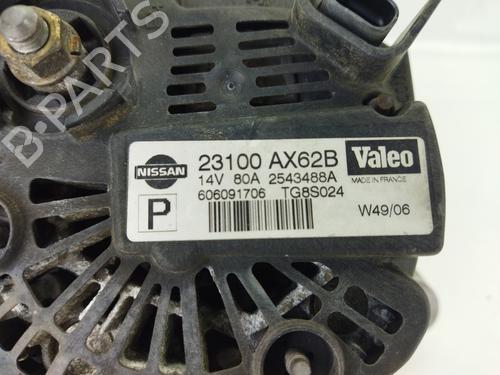 B-PARTS
NISSAN
23100 AX62B
Valeo
14V 80A 2543488A
MADE IN FRANCE
606091706 TG8S024
P
W49/06